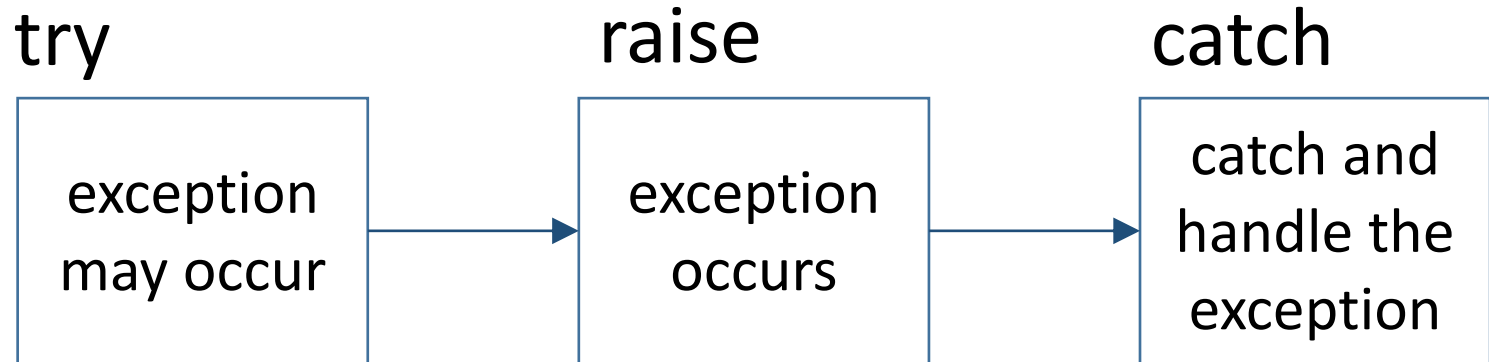 try
raise
catch
exception
may occur
exception
occurs
catch and
handle the
exception